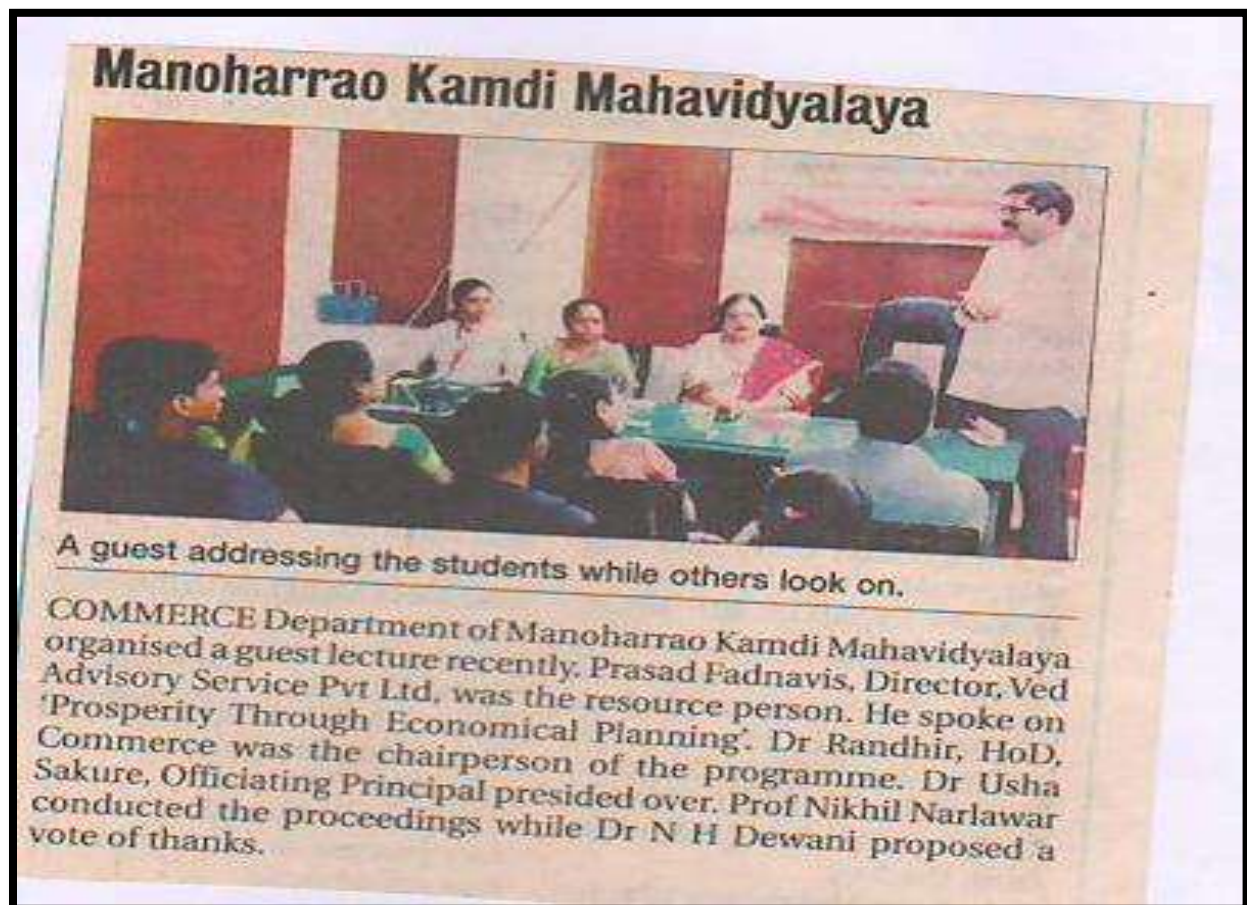 Manoharrao Kamdi Mahavidyalaya
A guest addressing the students while others look on.
COMMERCE Department of Manoharrao Kamdi Mahavidyalaya
organised a guest lecture recently. Prasad Fadnavis, Director, Ved
Advisory Service Pvt Ltd, was the resource person. He spoke on
'Prosperity Through Economical Planning'. Dr Randhir, HoD,
Commerce was the chairperson of the programme. Dr Usha
Sakure, Officiating Principal presided over. Prof Nikhil Narlawar
conducted the proceedings while Dr N H Dewani proposed a
vote of thanks.